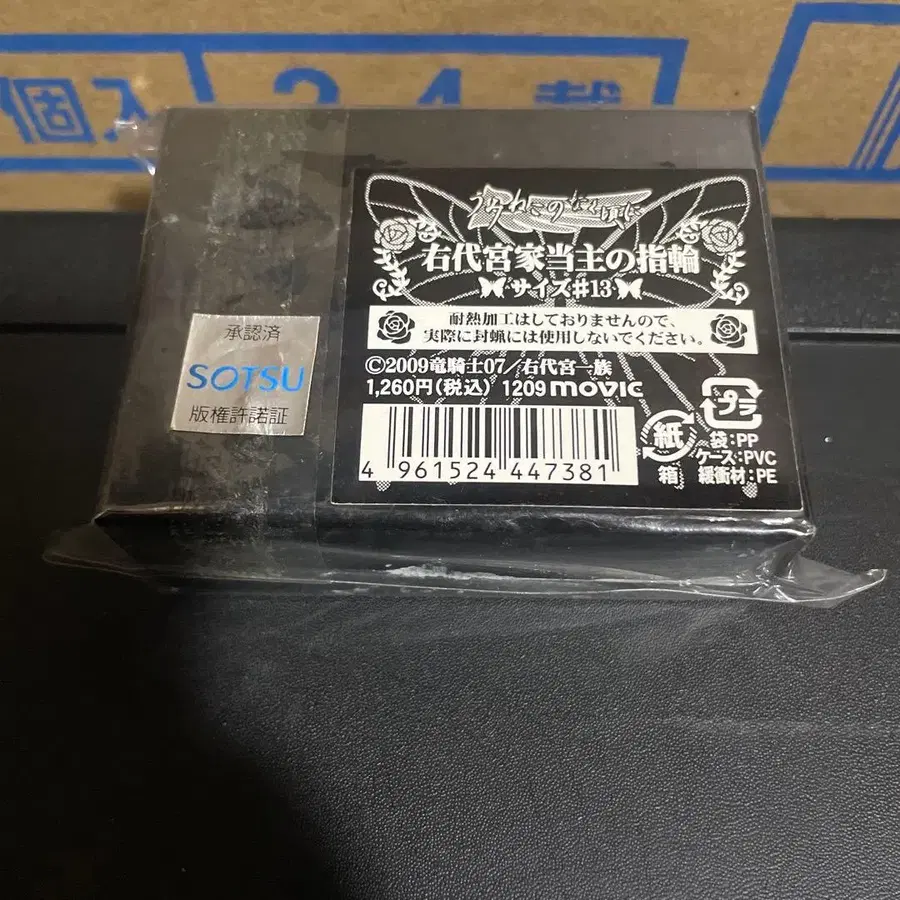 個入
24
うみねこのなく頃に
右代宮家当主の指輪
サイズ#13
耐熱加工はしておりませんので、
実際に封蝋には使用しないでください。
©2009竜騎士07/右代宮一族
1,260円(税込) 1209 movic
4 961524 447381
紙
箱
プラ
袋:PP
ケース:PVC
緩衝材:PE
承認済
SOTSU
版権許諾証